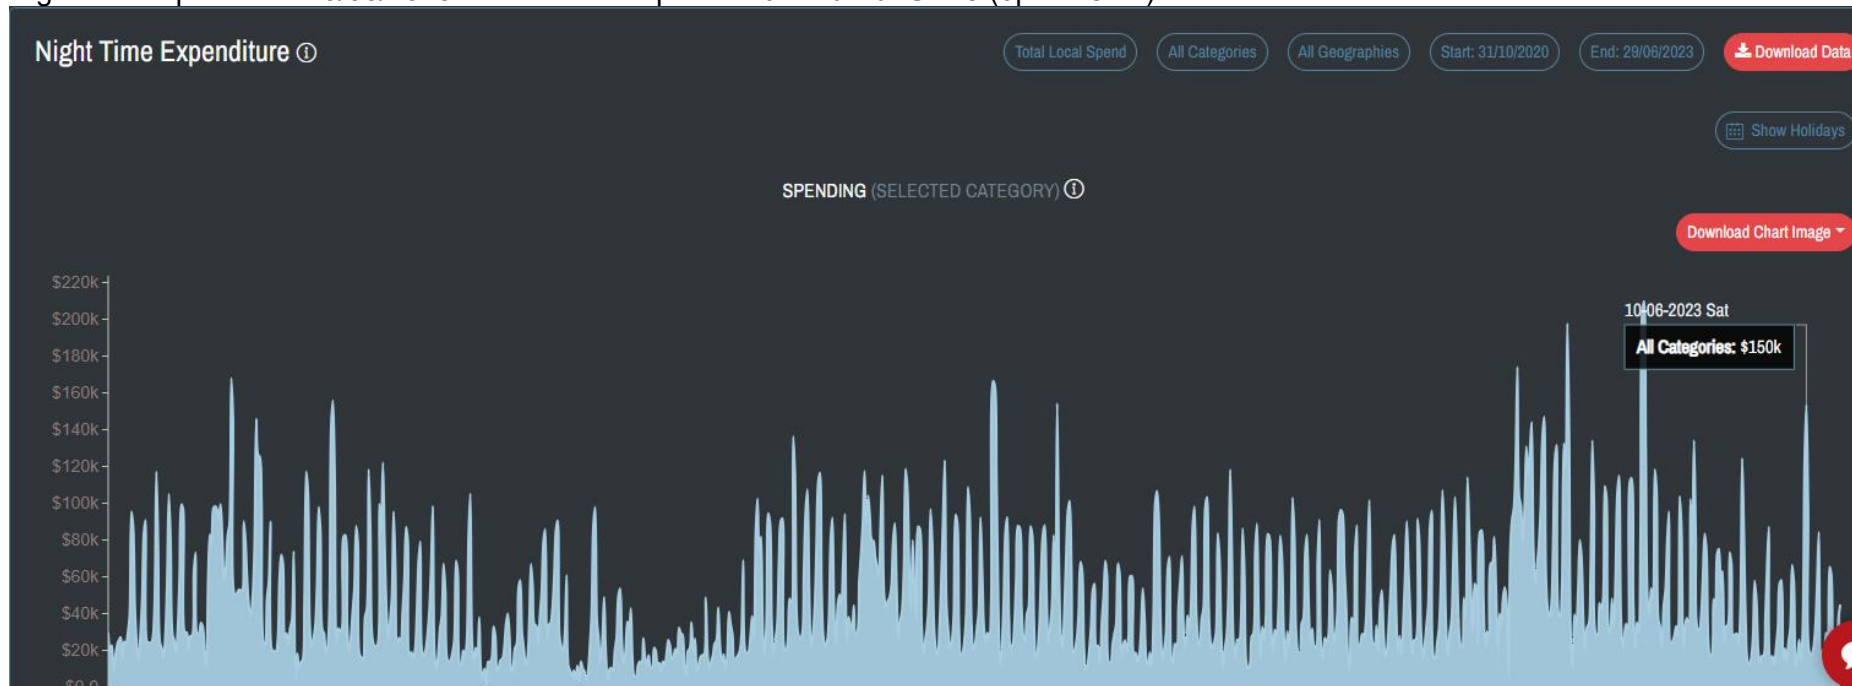 Night Time Expenditure
Total Local Spend
All Categories
All Geographies
Start: 31/10/2020
End: 29/06/2023
Download Data
Show Holidays
SPENDING (SELECTED CATEGORY)
Download Chart Image
$220k
$200k
$180k
$160k
$140k
$120k
$100k
$80k
$60k
$40k
$20k
10-06-2023 Sat
All Categories: $150k